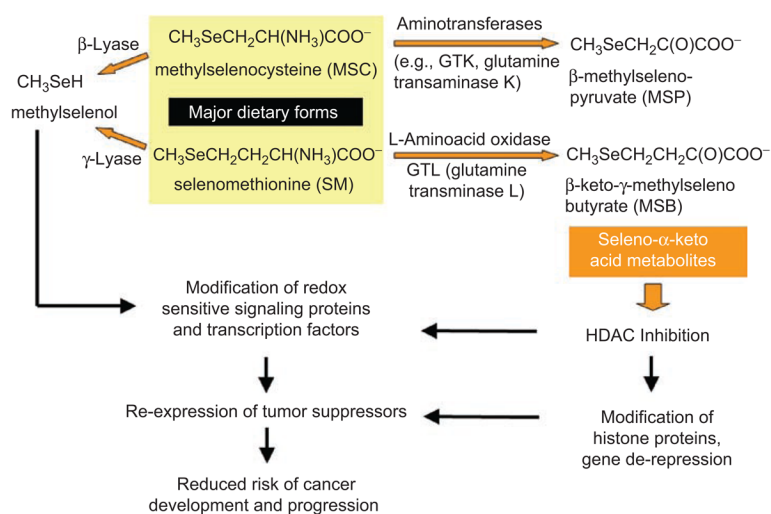 β-Lyase
CH₃SeH
methylselenol
γ-Lyase
CH₃SeCH₂CH(NH₃)COO⁻
methylselenocysteine (MSC)
Major dietary forms
CH₃SeCH₂CH₂CH(NH₃)COO⁻
selenomethionine (SM)
Aminotransferases
(e.g., GTK, glutamine
transaminase K)
CH₃SeCH₂C(O)COO⁻
β-methylseleno-
pyruvate (MSP)
L-Aminoacid oxidase
GTL (glutamine
transminase L)
CH₃SeCH₂CH₂C(O)COO⁻
β-keto-γ-methylseleno
butyrate (MSB)
Seleno-α-keto
acid metabolites
Modification of redox
sensitive signaling proteins
and transcription factors
HDAC Inhibition
Re-expression of tumor suppressors
Modification of
histone proteins,
gene de-repression
Reduced risk of cancer
development and progression